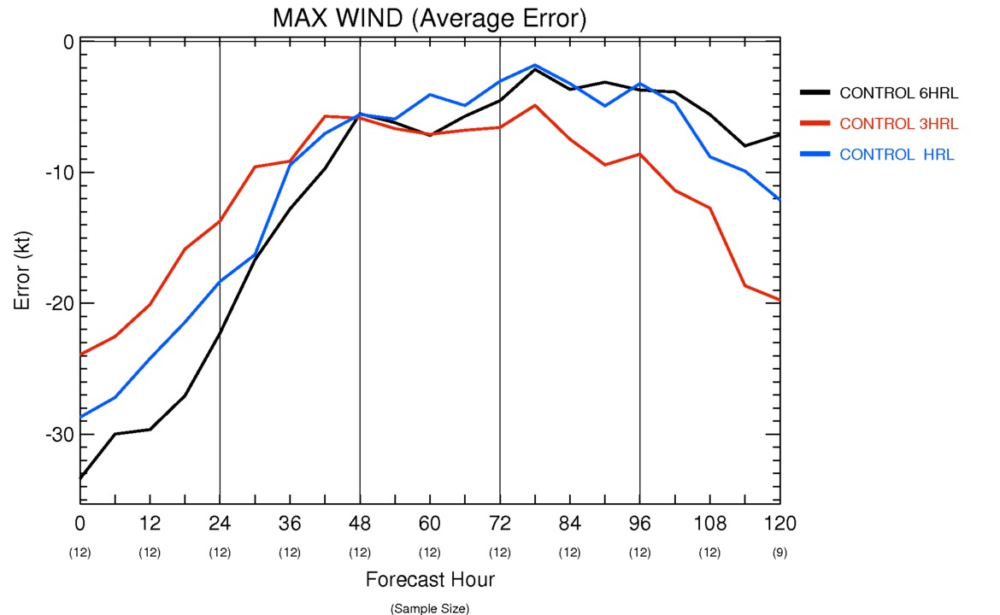 MAX WIND (Average Error)
0
-10
-20
-30
Error (kt)
CONTROL 6HRL
CONTROL 3HRL
CONTROL  HRL
0 12 24 36 48 60 72 84 96 108 120
(12) (12) (12) (12) (12) (12) (12) (12) (12) (12) (9)
Forecast Hour
(Sample Size)